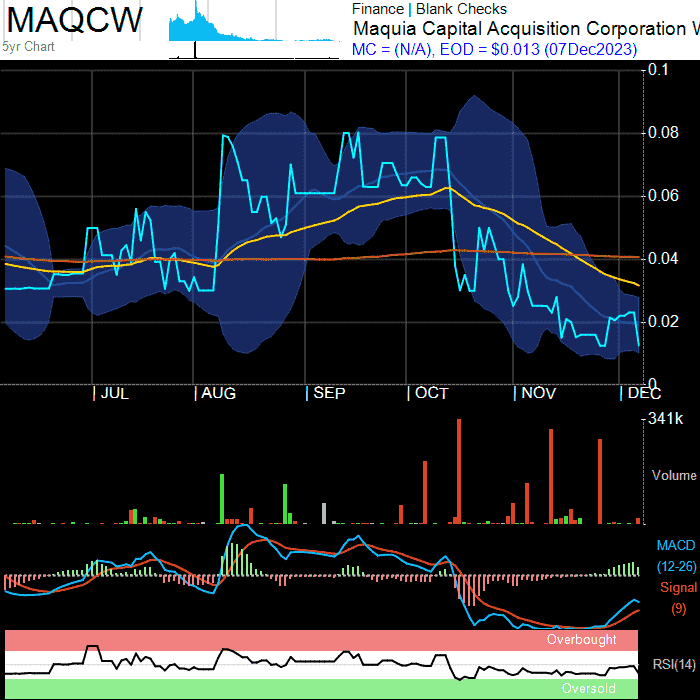 MAQCW
5yr Chart
Finance | Blank Checks
Maquia Capital Acquisition Corporation W
MC = (N/A), EOD = $0.013 (07Dec2023)
0.1
0.08
0.06
0.04
0.02
0
JUL AUG SEP OCT NOV DEC
341k
Volume
MACD
(12-26)
Signal
(9)
Overbought
RSI(14)
Oversold